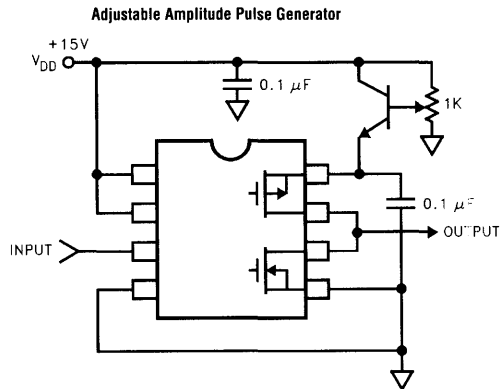 Adjustable Amplitude Pulse Generator
+15V
VDD
0.1 μF
1K
0.1 μF
INPUT
OUTPUT